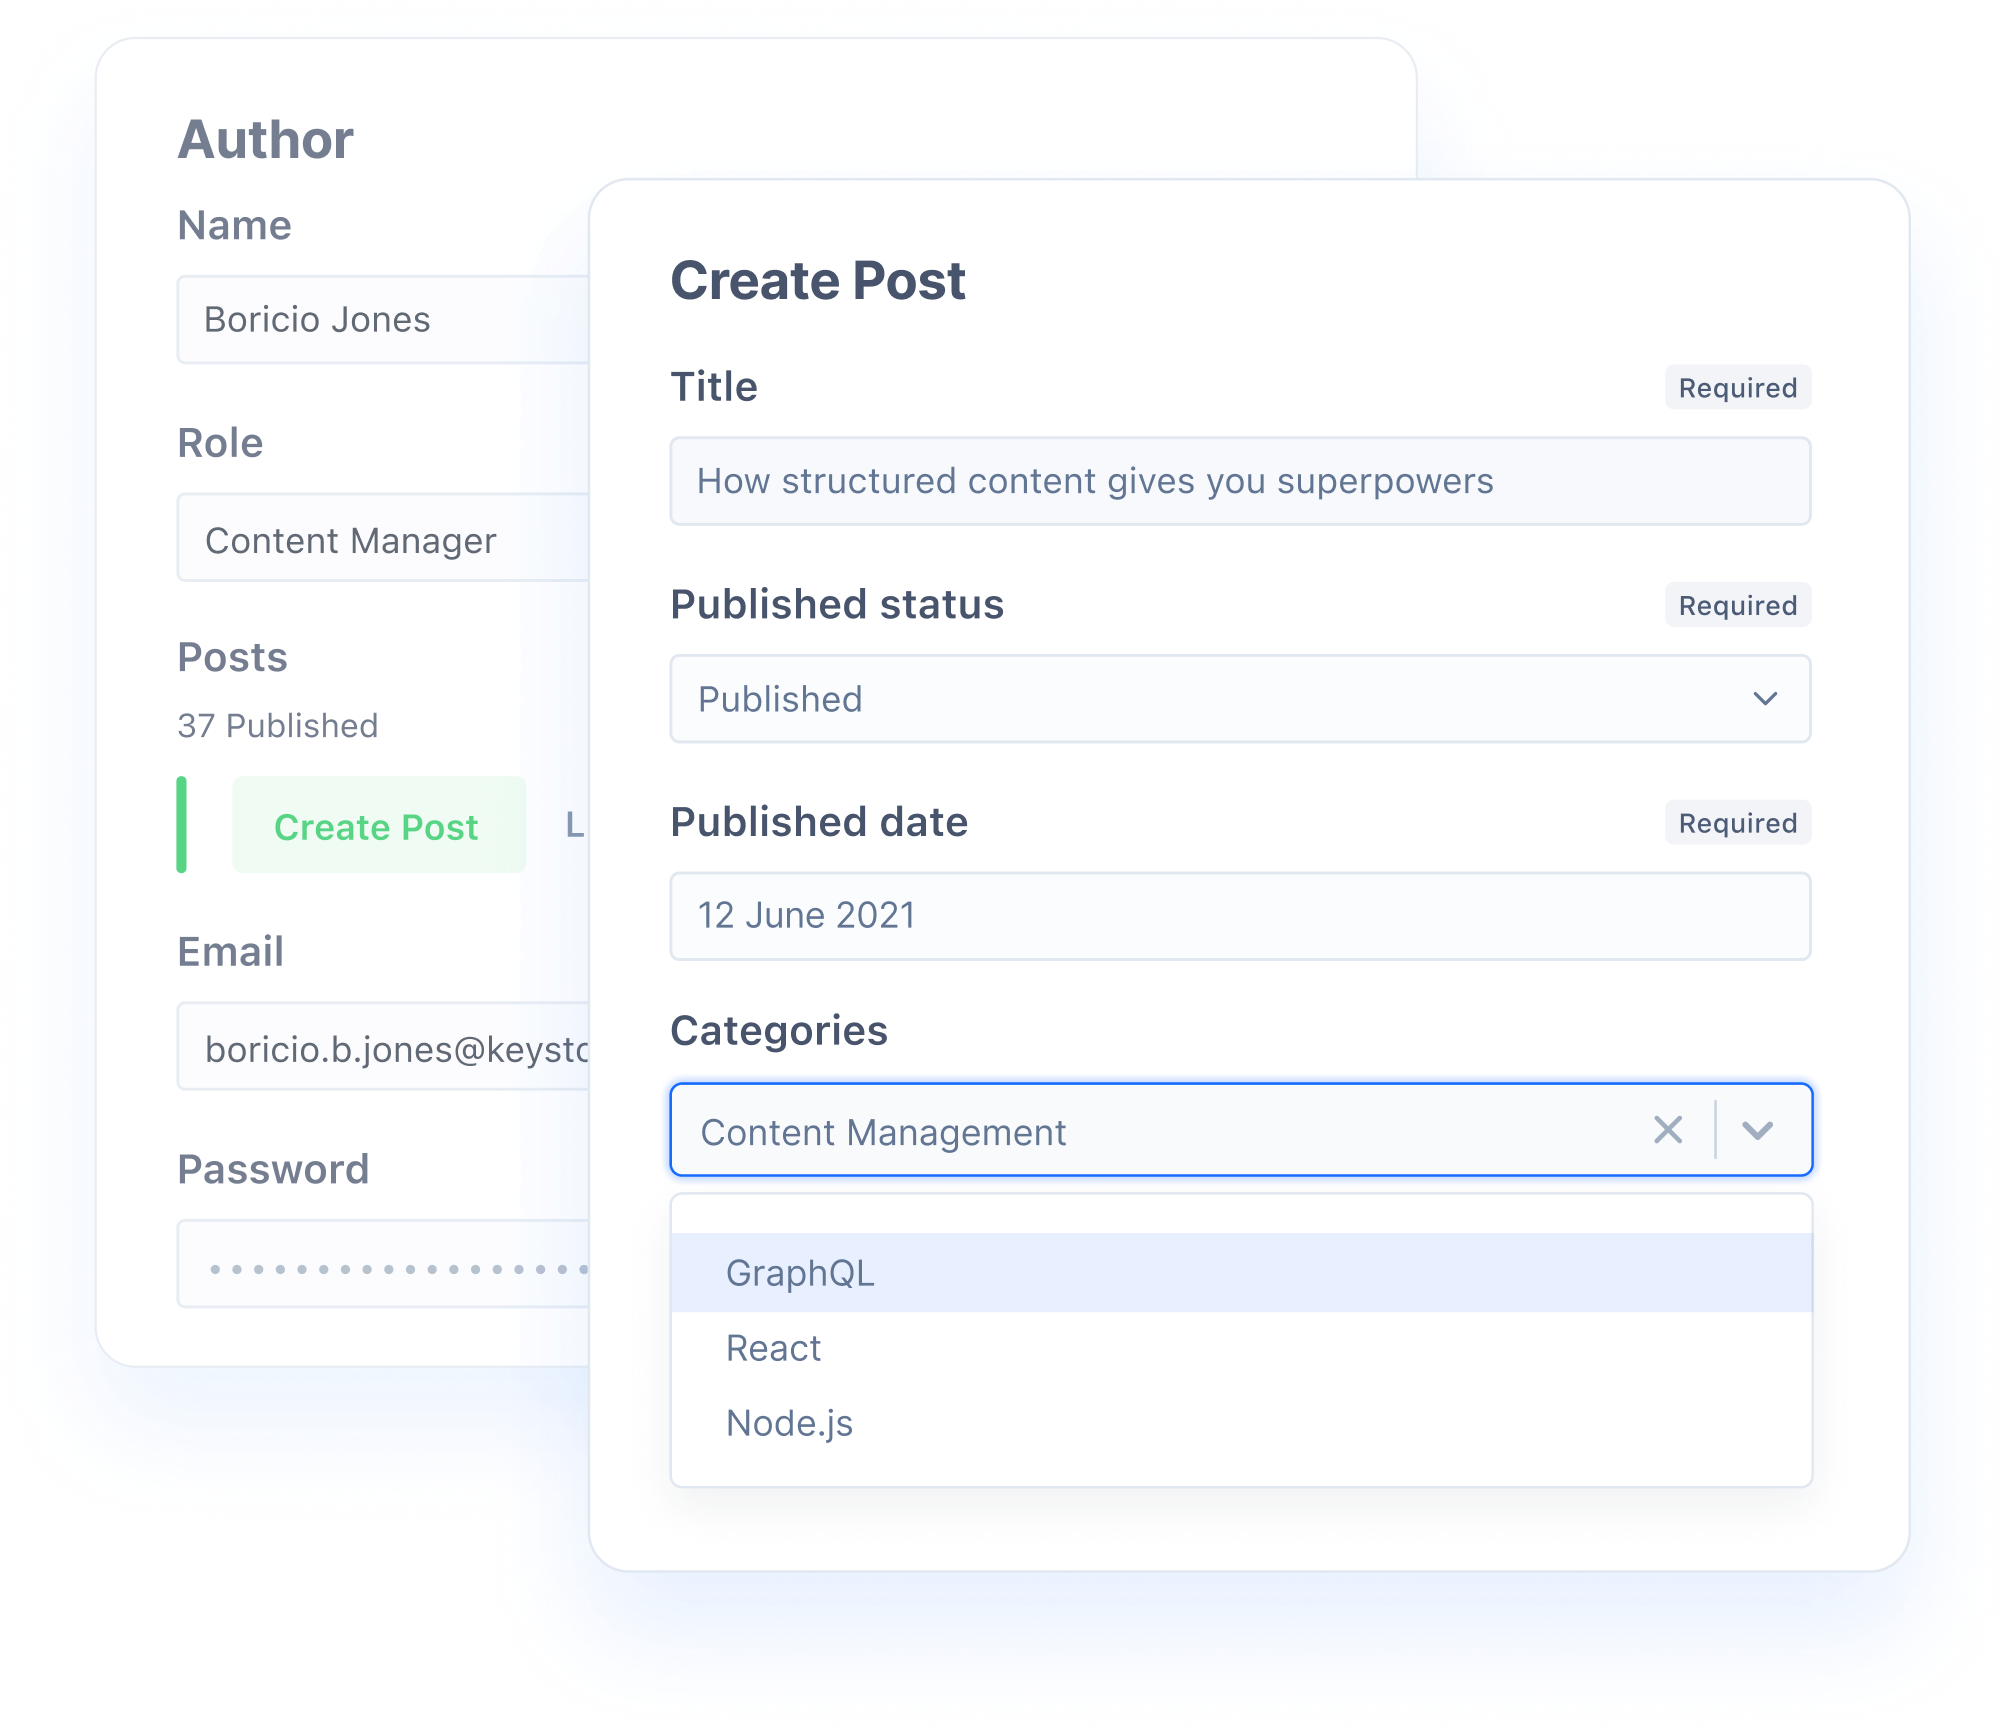 Author
Name
Boricio Jones
Role
Content Manager
Posts
37 Published
Create Post
L
Email
boricio.b.jones@keysto
Password
Create Post
Title
Required
How structured content gives you superpowers
Published status
Required
Published
Published date
Required
12 June 2021
Categories
Content Management
GraphQL
React
Node.js